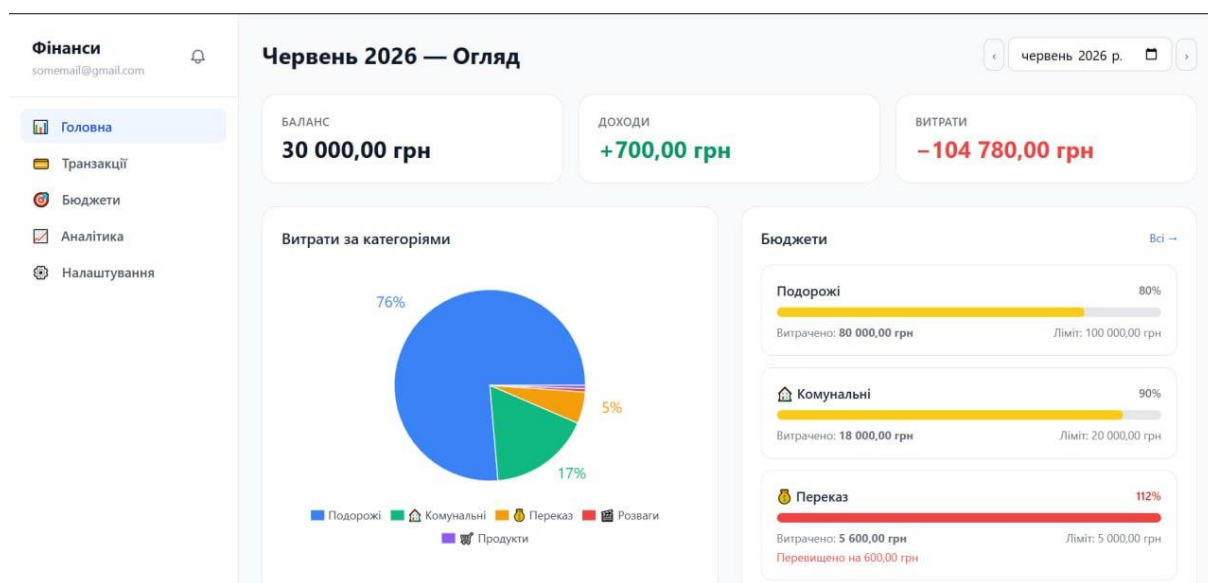 Фінанси
somemail@gmail.com
Головна
Транзакції
Бюджети
Аналітика
Налаштування
Червень 2026 — Огляд
‹ червень 2026 р. ›
БАЛАНС
30 000,00 грн
ДОХОДИ
+700,00 грн
ВИТРАТИ
−104 780,00 грн
Витрати за категоріями
76%
5%
17%
Подорожі Комунальні Переказ Розваги
Продукти
Бюджети Всі →
Подорожі 80%
Витрачено: 80 000,00 грн Ліміт: 100 000,00 грн
Комунальні 90%
Витрачено: 18 000,00 грн Ліміт: 20 000,00 грн
Переказ 112%
Витрачено: 5 600,00 грн Ліміт: 5 000,00 грн
Перевищено на 600,00 грн